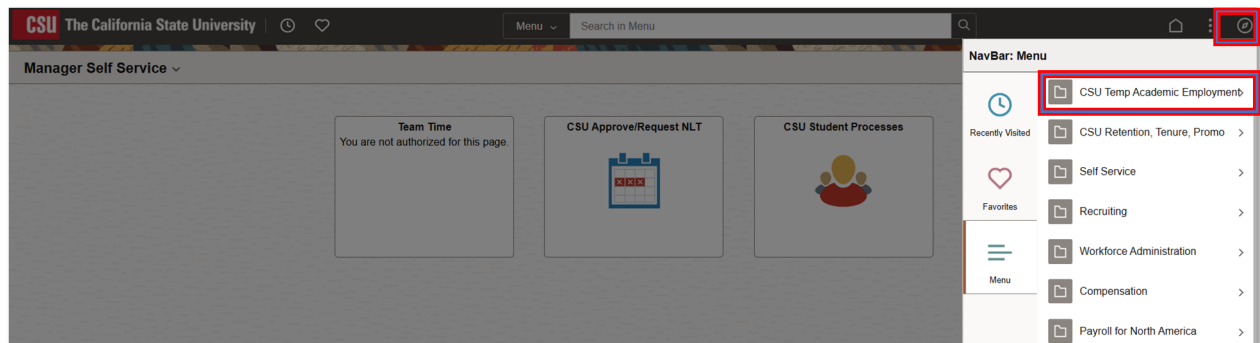 CSU The California State University
Menu
Search in Menu
Manager Self Service
NavBar: Menu
Recently Visited
Favorites
Menu
CSU Temp Academic Employment
CSU Retention, Tenure, Promo
Self Service
Recruiting
Workforce Administration
Compensation
Payroll for North America
Team Time
You are not authorized for this page.
CSU Approve/Request NLT
CSU Student Processes